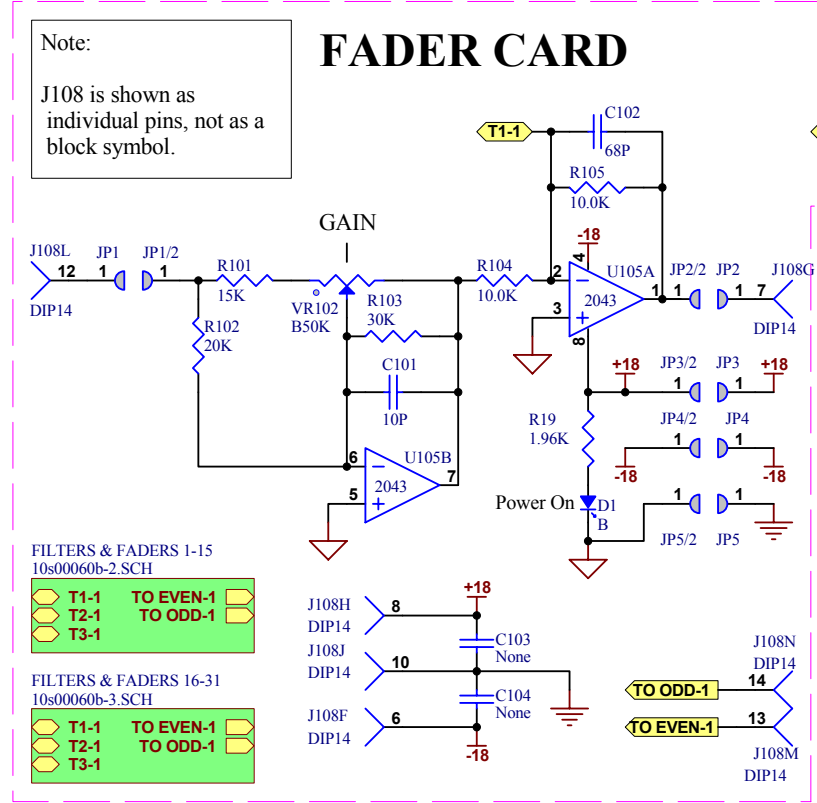 Note:
J108 is shown as
individual pins, not as a
block symbol.
FADER CARD
T1-1
C102
68P
R105
10.0K
GAIN
J108L
12
DIP14
JP1
1
JP1/2
1
R101
15K
R102
20K
VR102
B50K
R103
30K
C101
10P
R104
10.0K
-18
4
U105A
2
3
2043
1
8
JP2/2
1
JP2
1
7
J108G
DIP14
+18
JP3/2
1
JP3
1
+18
R19
1.96K
JP4/2
1
JP4
1
-18
-18
Power On
D1
B
1
1
JP5/2
JP5
6
5
U105B
2043
7
FILTERS & FADERS 1-15
10s00060b-2.SCH
T1-1 TO EVEN-1
T2-1 TO ODD-1
T3-1
FILTERS & FADERS 16-31
10s00060b-3.SCH
T1-1 TO EVEN-1
T2-1 TO ODD-1
T3-1
+18
J108H
8
DIP14
C103
None
J108J
10
DIP14
C104
None
J108F
6
DIP14
-18
J108N
DIP14
TO ODD-1
14
TO EVEN-1
13
J108M
DIP14